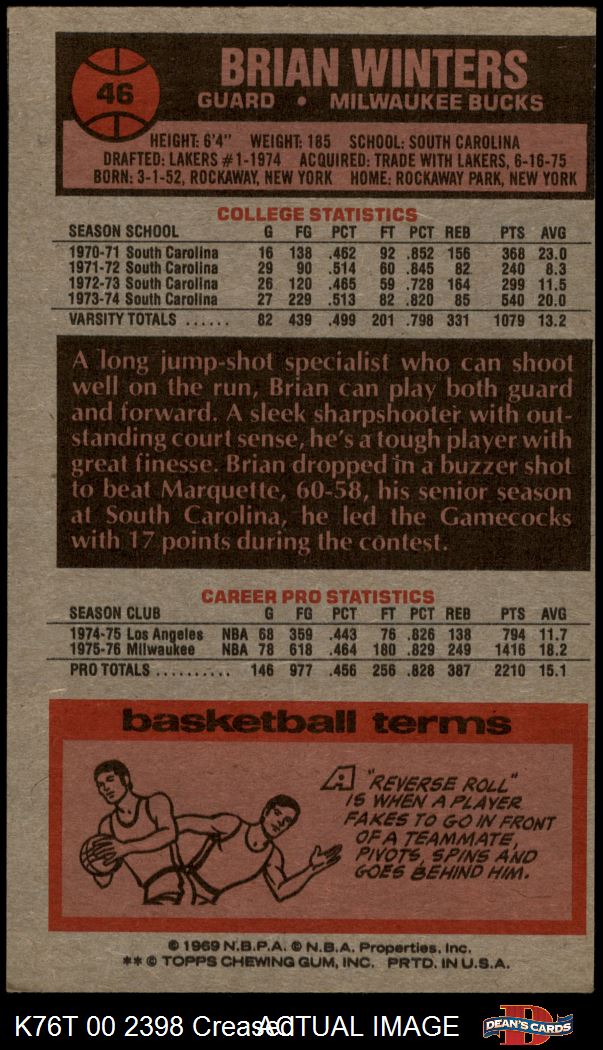 46
BRIAN WINTERS
GUARD • MILWAUKEE BUCKS
HEIGHT: 6'4" WEIGHT: 185 SCHOOL: SOUTH CAROLINA
DRAFTED: LAKERS #1-1974 ACQUIRED: TRADE WITH LAKERS, 6-16-75
BORN: 3-1-52, ROCKAWAY, NEW YORK HOME: ROCKAWAY PARK, NEW YORK
COLLEGE STATISTICS
SEASON SCHOOL G FG PCT FT PCT REB PTS AVG
1970-71 South Carolina 16 138 .462 92 .852 156 368 23.0
1971-72 South Carolina 29 90 .514 60 .845 82 240 8.3
1972-73 South Carolina 26 120 .465 59 .728 164 299 11.5
1973-74 South Carolina 27 229 .513 82 .820 85 540 20.0
VARSITY TOTALS ...... 82 439 .499 201 .798 331 1079 13.2
A long jump-shot specialist who can shoot
well on the run, Brian can play both guard
and forward. A sleek sharpshooter with out-
standing court sense, he's a tough player with
great finesse. Brian dropped in a buzzer shot
to beat Marquette, 60-58, his senior season
at South Carolina, he led the Gamecocks
with 17 points during the contest.
CAREER PRO STATISTICS
SEASON CLUB G FG PCT FT PCT REB PTS AVG
1974-75 Los Angeles NBA 68 359 .443 76 .826 138 794 11.7
1975-76 Milwaukee NBA 78 618 .464 180 .829 249 1416 18.2
PRO TOTALS .......... 146 977 .456 256 .828 387 2210 15.1
basketball terms
A "REVERSE ROLL"
IS WHEN A PLAYER
FAKES TO GO IN FRONT
OF A TEAMMATE,
PIVOTS, SPINS AND
GOES BEHIND HIM.
© 1969 N.B.P.A. © N.B.A. Properties, Inc.
** © TOPPS CHEWING GUM, INC. PRTD. IN U.S.A.
K76T 00 2398 Creased ACTUAL IMAGE
D
DEAN'S CARDS